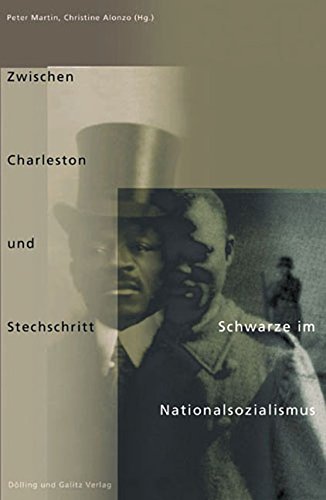 Peter Martin, Christine Alonzo (Hg.)
Zwischen
Charleston
und
Stechschritt
Schwarze im
Nationalsozialismus
Dölling und Galitz Verlag